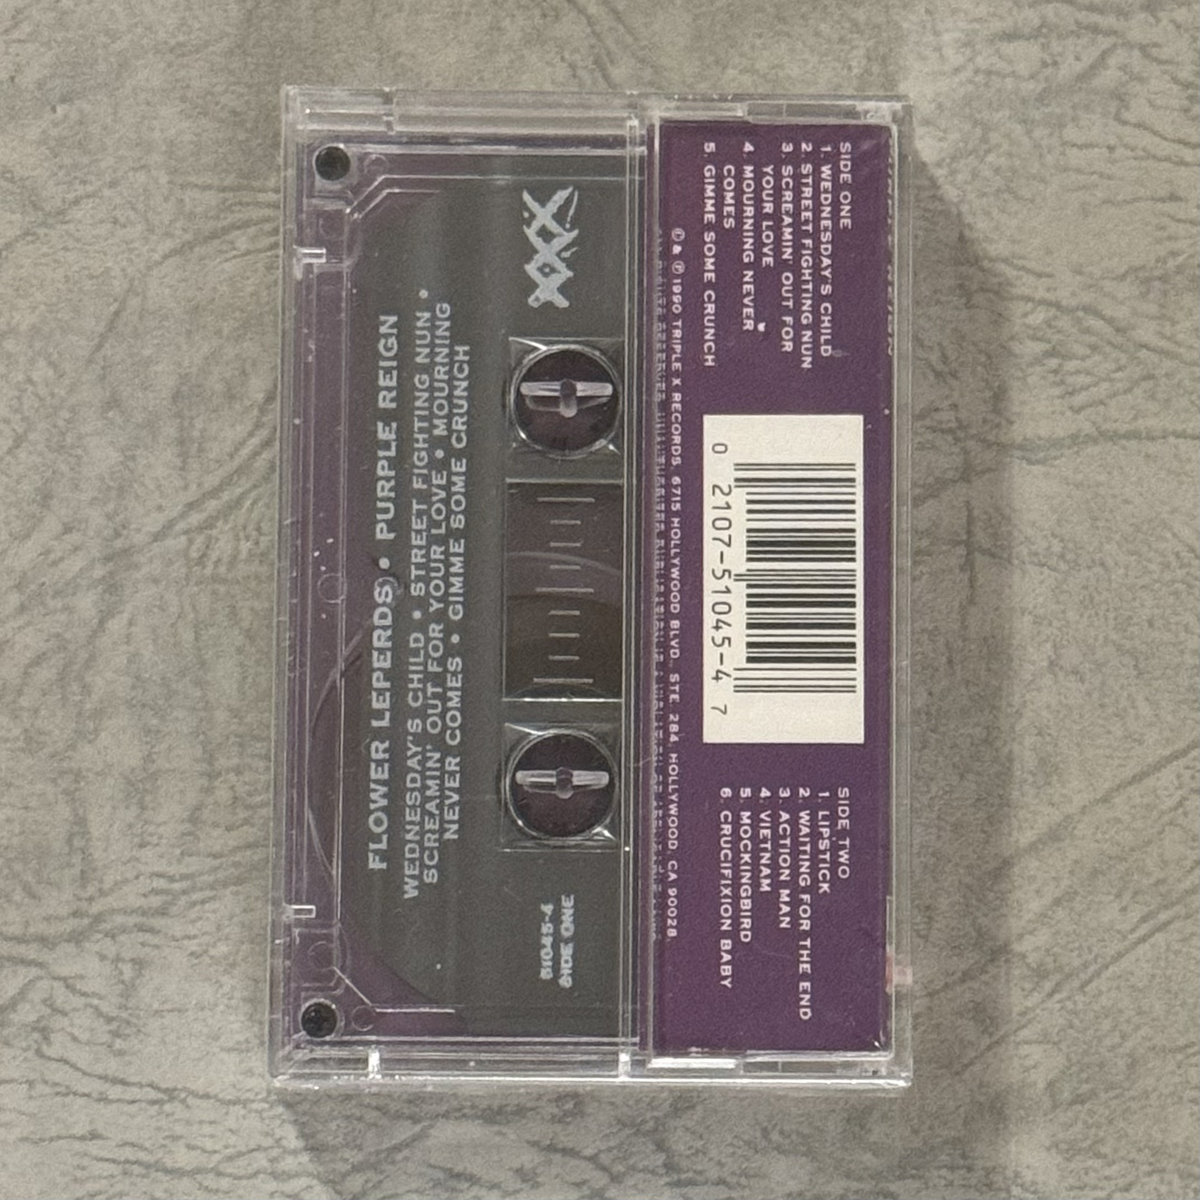 SIDE ONE
1. WEDNESDAY'S CHILD
2. STREET FIGHTING NUN
3. SCREAMIN' OUT FOR
YOUR LOVE
4. MOURNING NEVER
COMES
5. GIMME SOME CRUNCH
0 2107-51045-4 7
SIDE TWO
1. LIPSTICK
2. WAITING FOR THE END
3. ACTION MAN
4. VIETNAM
5. MOCKINGBIRD
6. CRUCIFIXION BABY
© & ℗ 1990 TRIPLE X RECORDS, 6715 HOLLYWOOD BLVD., STE. 284, HOLLYWOOD, CA 90028.
XXX
FLOWER LEPERDS • PURPLE REIGN
WEDNESDAY'S CHILD • STREET FIGHTING NUN •
SCREAMIN' OUT FOR YOUR LOVE • MOURNING
NEVER COMES • GIMME SOME CRUNCH
51045-4
SIDE ONE